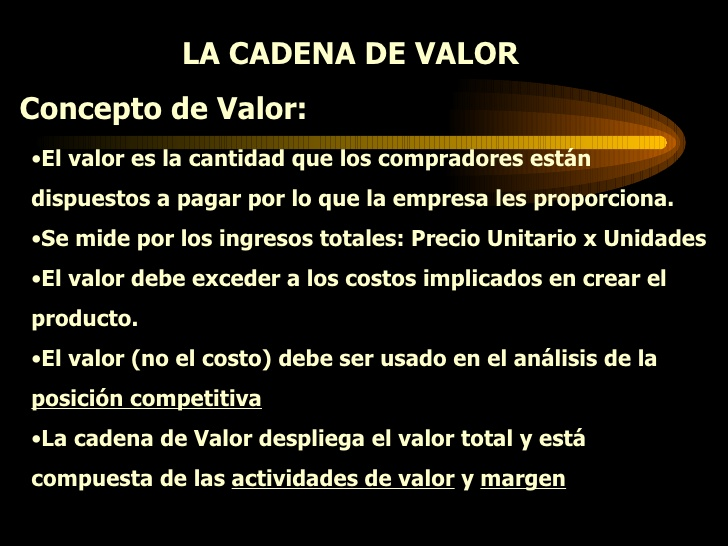 LA CADENA DE VALOR
Concepto de Valor:
•El valor es la cantidad que los compradores están
dispuestos a pagar por lo que la empresa les proporciona.
•Se mide por los ingresos totales: Precio Unitario x Unidades
•El valor debe exceder a los costos implicados en crear el
producto.
•El valor (no el costo) debe ser usado en el análisis de la
posición competitiva
•La cadena de Valor despliega el valor total y está
compuesta de las actividades de valor y margen